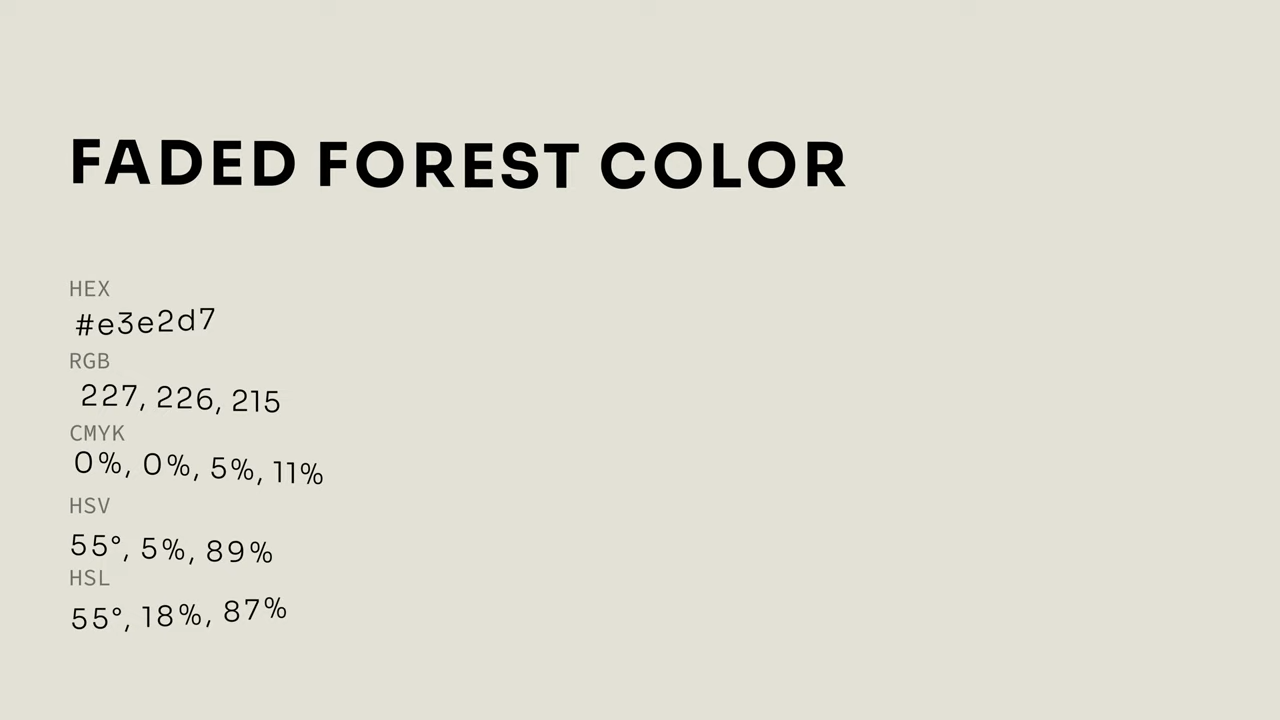 FADED FOREST COLOR
HEX
#e3e2d7
RGB
227, 226, 215
CMYK
0%, 0%, 5%, 11%
HSV
55°, 5%, 89%
HSL
55°, 18%, 87%